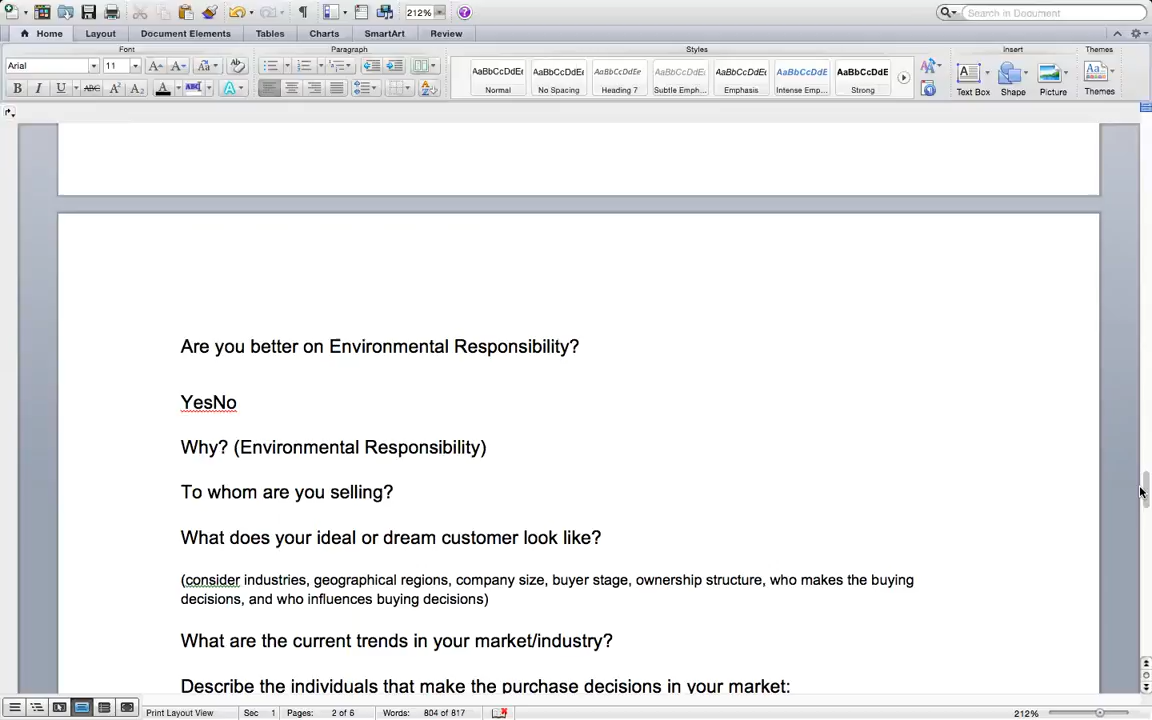 212%
Search in Document
Home Layout Document Elements Tables Charts SmartArt Review
Font Paragraph Styles Insert Themes
Arial 11
AaBbCcDdEe AaBbCcDdEe AaBbCcDdEe AaBbCcDdEe AaBbCcDdEe AaBbCcDdEe AaBbCcDdE
Normal No Spacing Heading 7 Subtle Emph... Emphasis Intense Emp... Strong
Text Box Shape Picture Themes
Are you better on Environmental Responsibility?
YesNo
Why? (Environmental Responsibility)
To whom are you selling?
What does your ideal or dream customer look like?
(consider industries, geographical regions, company size, buyer stage, ownership structure, who makes the buying
decisions, and who influences buying decisions)
What are the current trends in your market/industry?
Describe the individuals that make the purchase decisions in your market:
Print Layout View Sec 1 Pages: 2 of 6 Words: 804 of 817 212%